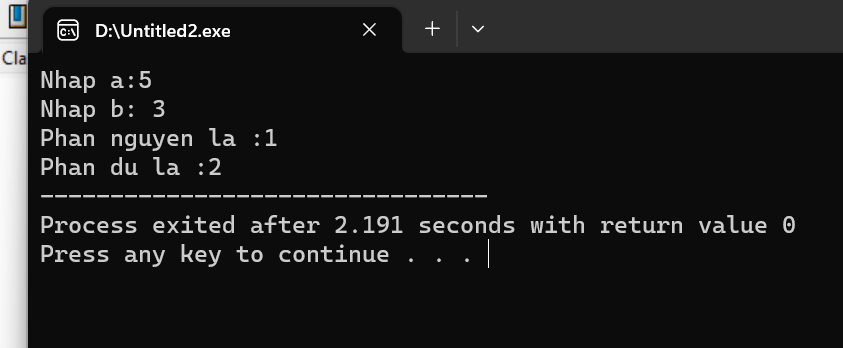 D:\Untitled2.exe
Cla
Nhap a:5
Nhap b: 3
Phan nguyen la :1
Phan du la :2
--------------------------------
Process exited after 2.191 seconds with return value 0
Press any key to continue . . .